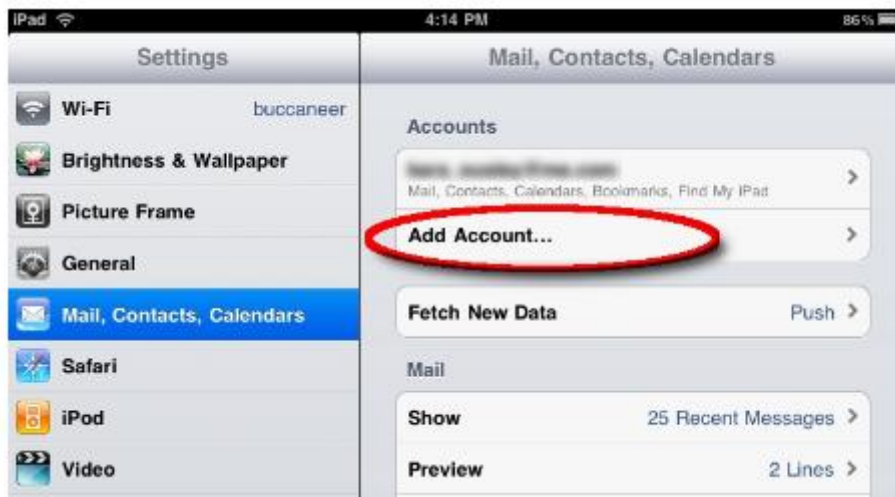 iPad 4:14 PM 86%
Settings
Wi-Fi buccaneer
Brightness & Wallpaper
Picture Frame
General
Mail, Contacts, Calendars
Safari
iPod
Video
Mail, Contacts, Calendars
Accounts
Mail, Contacts, Calendars, Bookmarks, Find My iPad
Add Account...
Fetch New Data Push
Mail
Show 25 Recent Messages
Preview 2 Lines